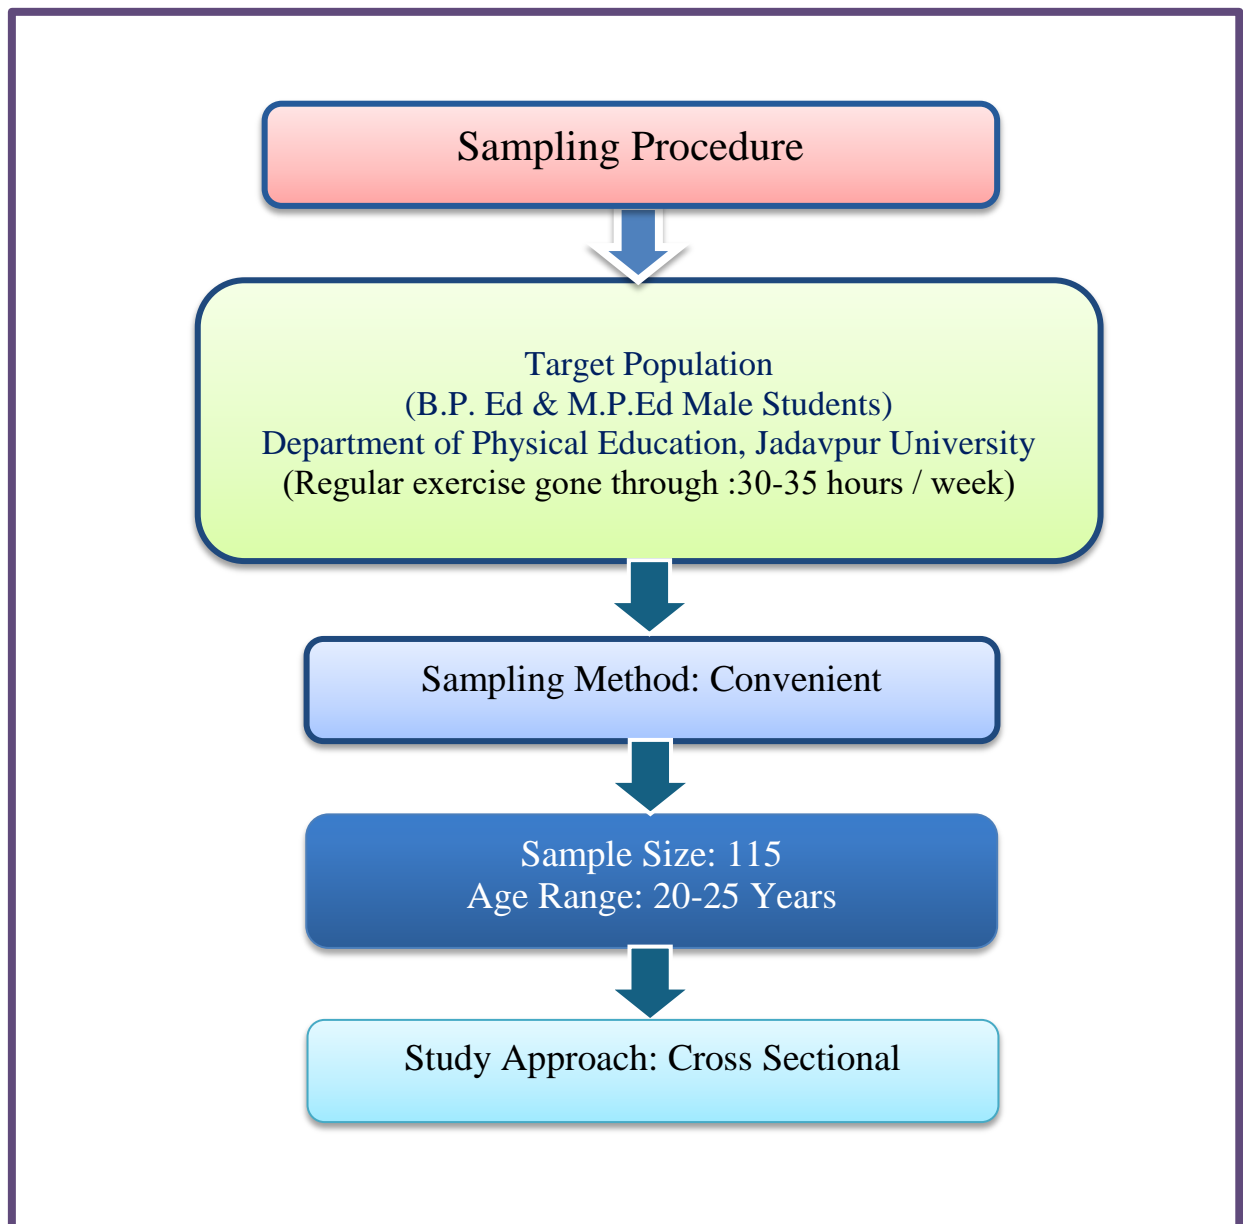 Sampling Procedure
Target Population
(B.P. Ed & M.P.Ed Male Students)
Department of Physical Education, Jadavpur University
(Regular exercise gone through :30-35 hours / week)
Sampling Method: Convenient
Sample Size: 115
Age Range: 20-25 Years
Study Approach: Cross Sectional